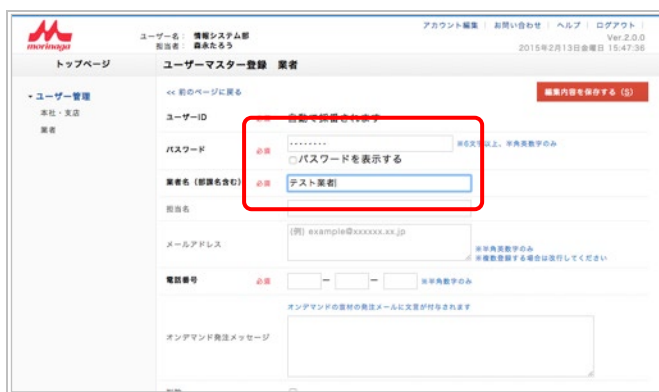 morinaga
ユーザー名： 情報システム部
担当者： 森永たろう
アカウント編集 | お問い合わせ | ヘルプ | ログアウト |
Ver.2.0.0
2015年2月13日金曜日 15:47:36
トップページ
ユーザーマスター登録 業者
ユーザー管理
本社・支店
業者
<< 前のページに戻る
編集内容を保存する (S)
ユーザーID 必須 自動で採番されます
パスワード 必須 ········ ※6文字以上、半角英数字のみ
パスワードを表示する
業者名（部課名含む） 必須 テスト業者
担当名
メールアドレス (例) example@xxxxxx.xx.jp
※半角英数字のみ
※複数登録する場合は改行してください
電話番号 必須 ー ー ※半角数字のみ
オンデマンドの資材の発注メールに文言が付与されます
オンデマンド発注メッセージ